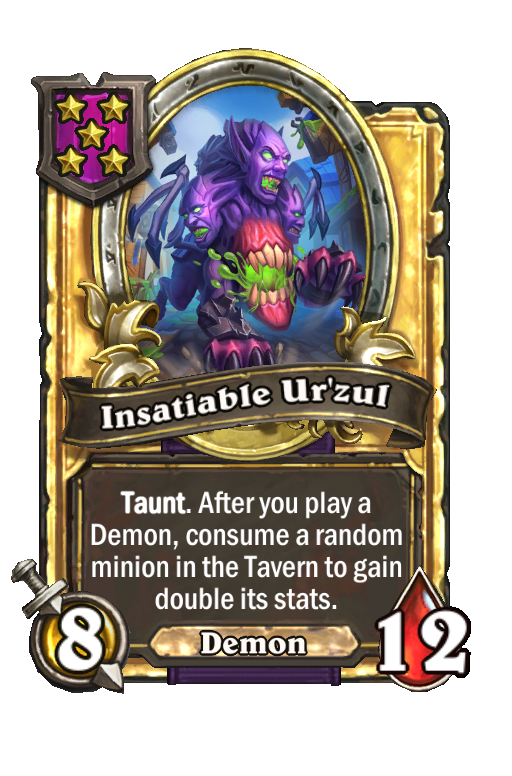 Insatiable Ur'zul
Taunt. After you play a
Demon, consume a random
minion in the Tavern to gain
double its stats.
8
Demon
12